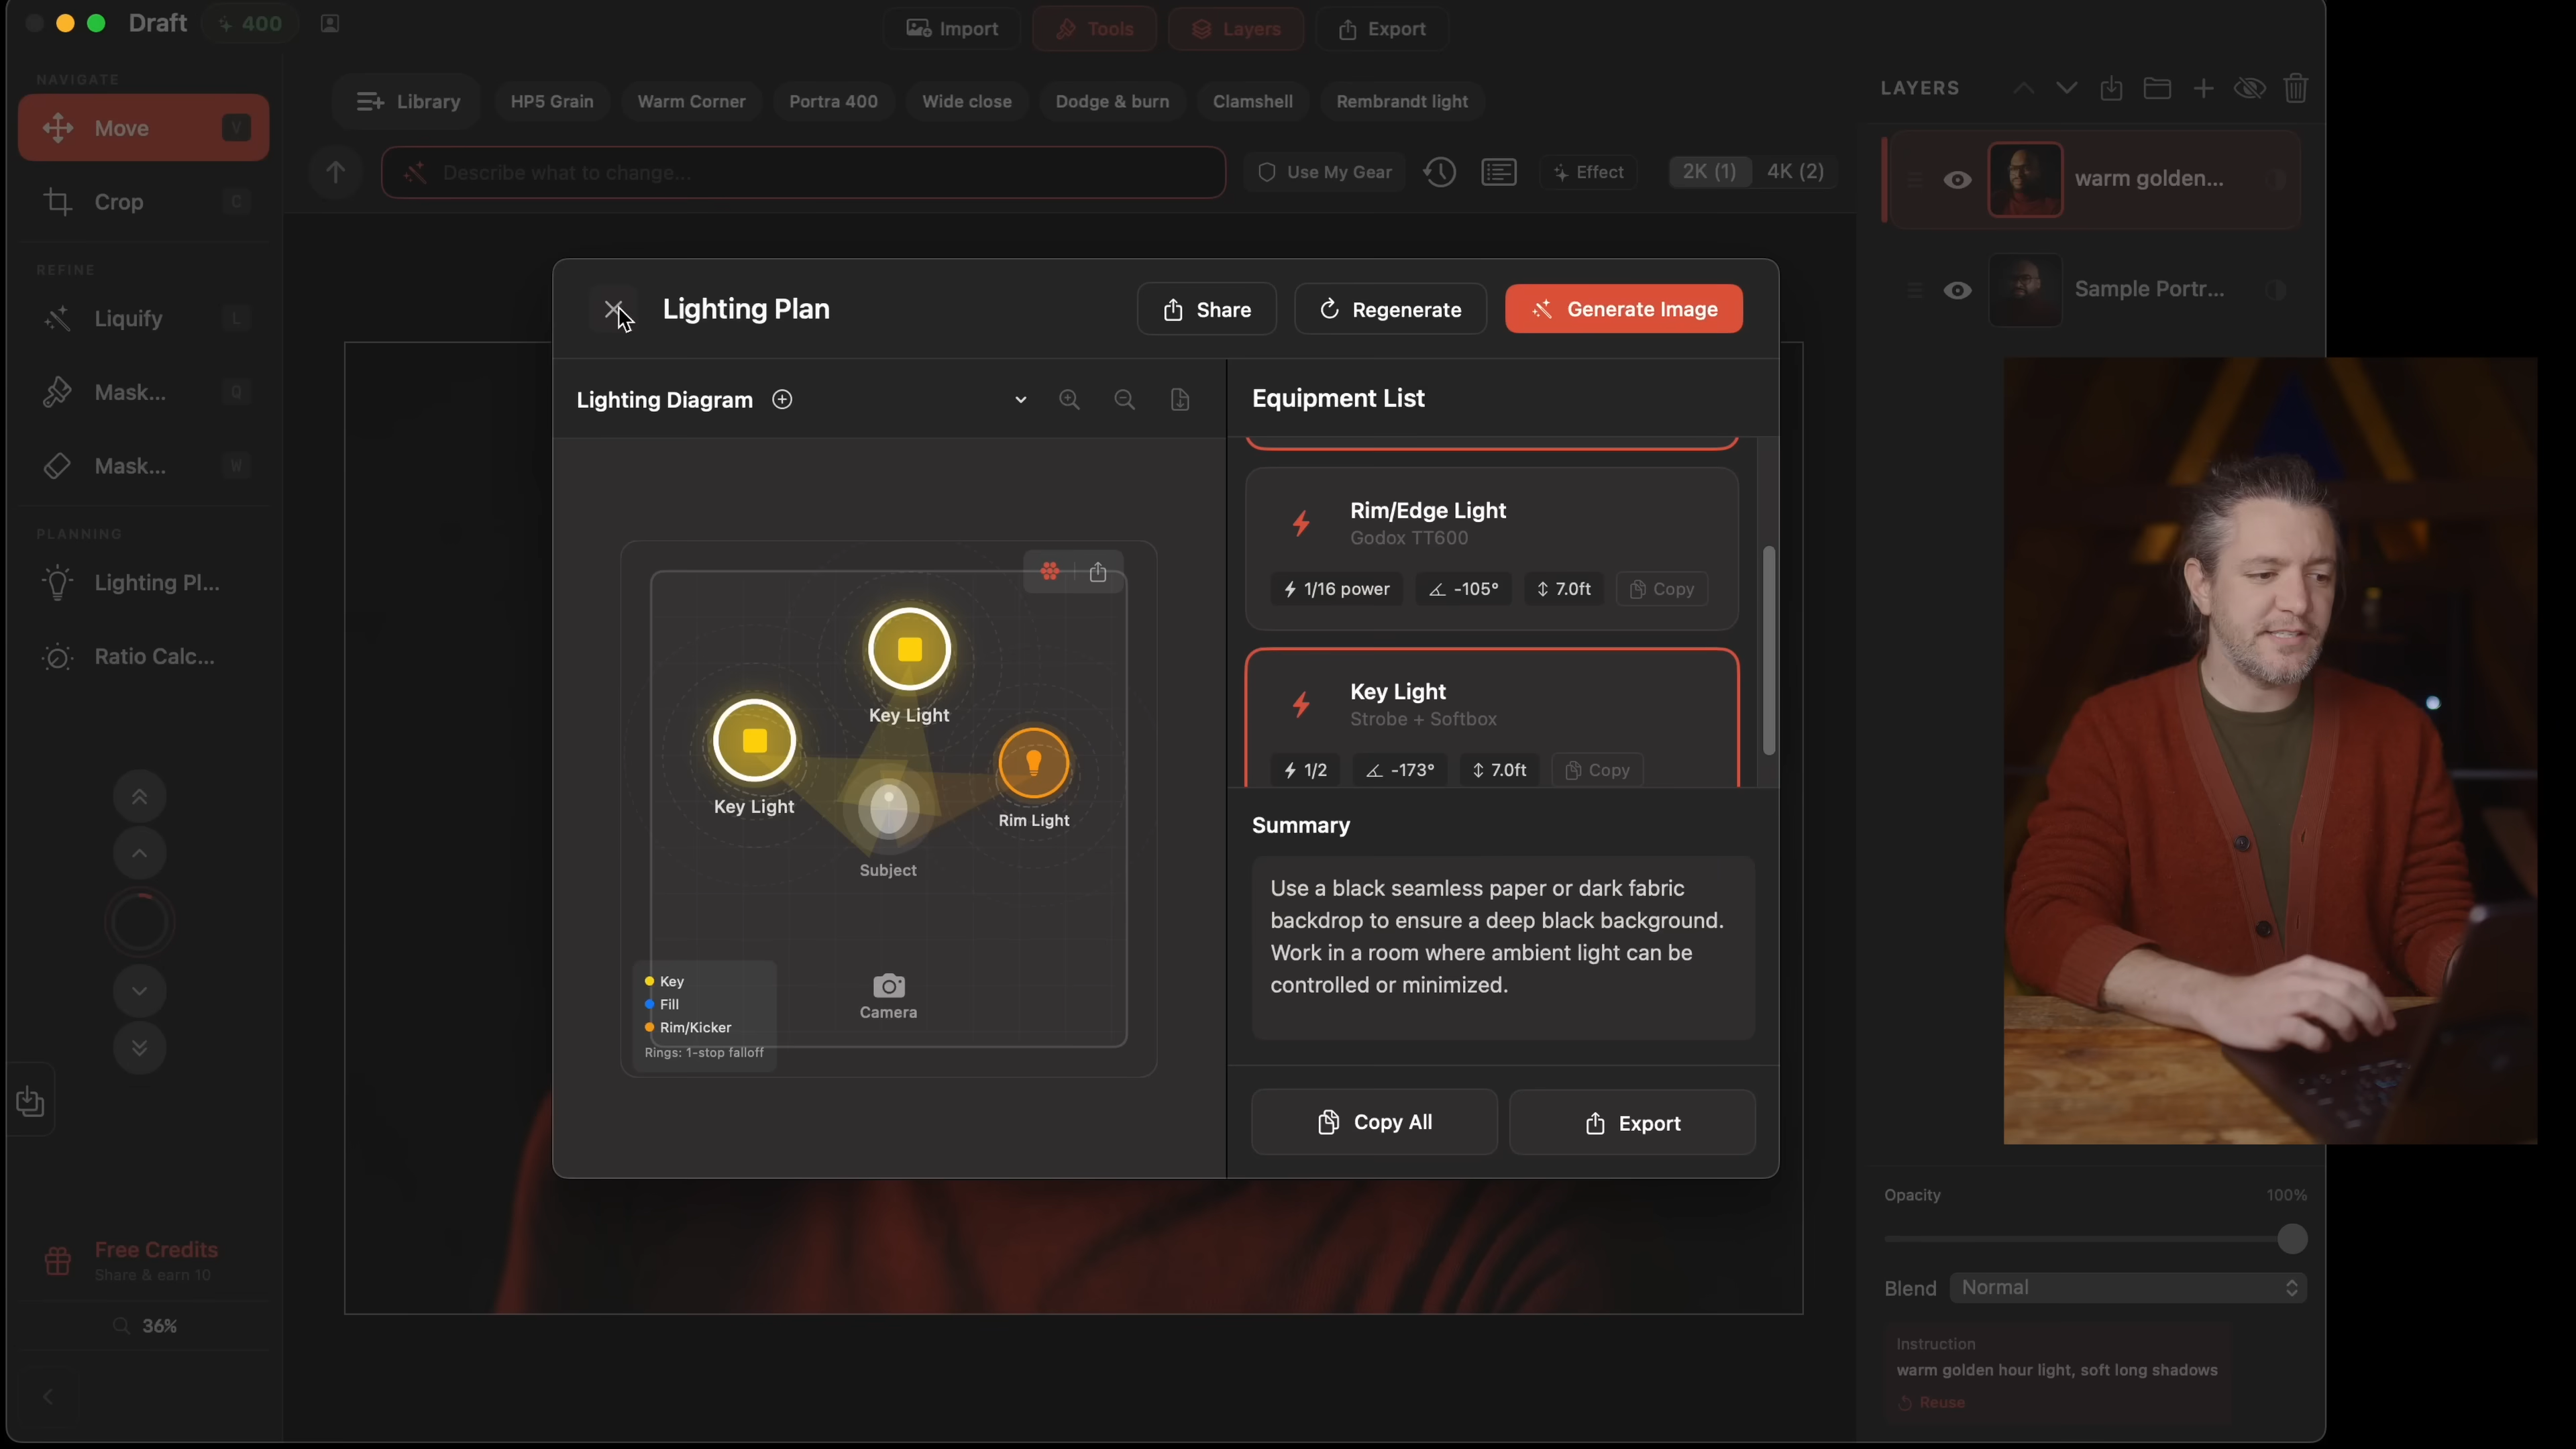 Draft
400
Import
Tools
Layers
Export
NAVIGATE
Move
V
Crop
C
REFINE
Liquify
L
Mask...
Q
Mask...
W
PLANNING
Lighting Pl...
Ratio Calc...
Free Credits
Share & earn 10
36%
Library
HP5 Grain
Warm Corner
Portra 400
Wide close
Dodge & burn
Clamshell
Rembrandt light
Describe what to change...
Use My Gear
Effect
2K (1)
4K (2)
Lighting Plan
Share
Regenerate
Generate Image
Lighting Diagram
Key Light
Key Light
Rim Light
Subject
Camera
Key
Fill
Rim/Kicker
Rings: 1-stop falloff
Equipment List
Rim/Edge Light
Godox TT600
1/16 power
-105°
7.0ft
Copy
Key Light
Strobe + Softbox
1/2
-173°
7.0ft
Copy
Summary
Use a black seamless paper or dark fabric
backdrop to ensure a deep black background.
Work in a room where ambient light can be
controlled or minimized.
Copy All
Export
LAYERS
warm golden...
Sample Portr...
Opacity
100%
Blend
Normal
Instruction
warm golden hour light, soft long shadows
Reuse